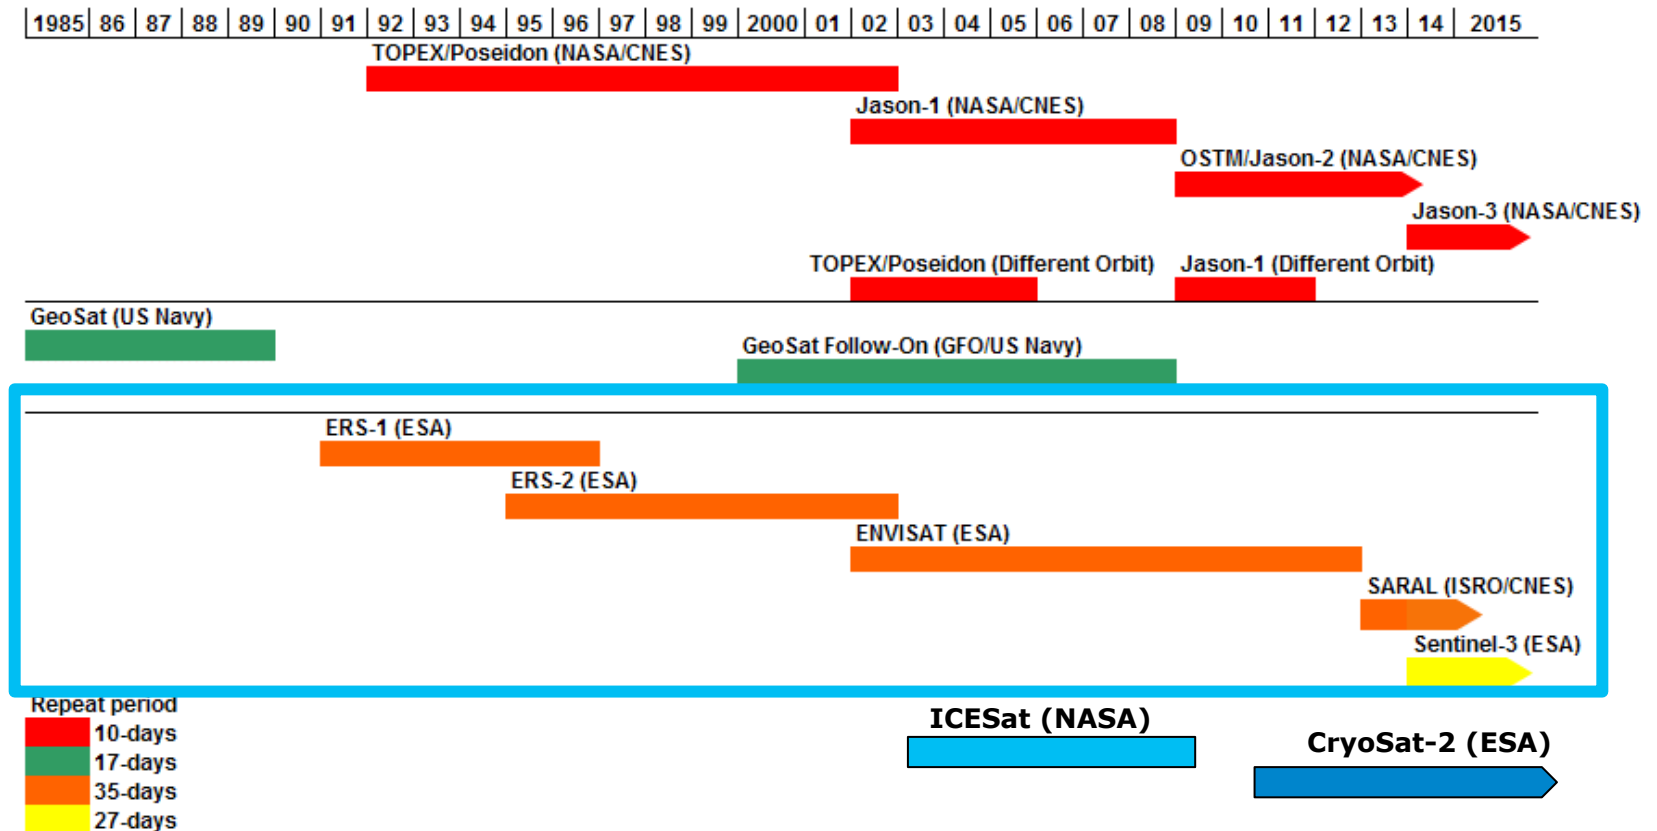 1985 86 87 88 89 90 91 92 93 94 95 96 97 98 99 2000 01 02 03 04 05 06 07 08 09 10 11 12 13 14 2015
TOPEX/Poseidon (NASA/CNES)
Jason-1 (NASA/CNES)
OSTM/Jason-2 (NASA/CNES)
Jason-3 (NASA/CNES)
TOPEX/Poseidon (Different Orbit) Jason-1 (Different Orbit)
GeoSat (US Navy)
GeoSat Follow-On (GFO/US Navy)
ERS-1 (ESA)
ERS-2 (ESA)
ENVISAT (ESA)
SARAL (ISRO/CNES)
Sentinel-3 (ESA)
Repeat period
10-days
17-days
35-days
27-days
ICESat (NASA)
CryoSat-2 (ESA)